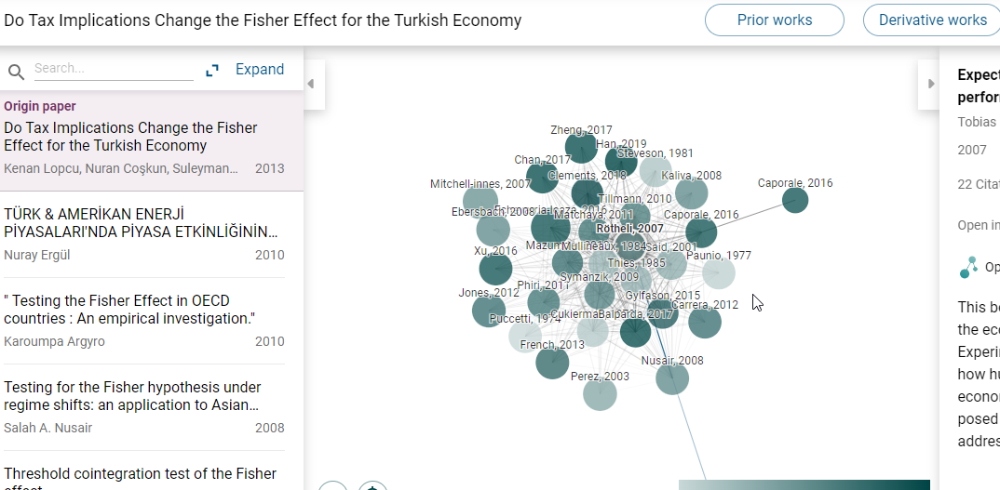 Do Tax Implications Change the Fisher Effect for the Turkish Economy
Prior works
Derivative works
Search...
Expand
Origin paper
Do Tax Implications Change the Fisher
Effect for the Turkish Economy
Kenan Lopcu, Nuran Coşkun, Suleyman...
2013
TÜRK & AMERİKAN ENERJİ
PİYASALARI'NDA PİYASA ETKİNLİĞİNİN...
Nuray Ergül
2010
" Testing the Fisher Effect in OECD
countries : An empirical investigation."
Karoumpa Argyro
2010
Testing for the Fisher hypothesis under
regime shifts: an application to Asian...
Salah A. Nusair
2008
Threshold cointegration test of the Fisher
effect
Zheng, 2017
Han, 2019
Steveson, 1981
Chan, 2017
Clements, 2018
Kaliva, 2008
Mitchell-innes, 2007
Caporale, 2016
Tillmann, 2010
Ebersbach, 2008
2016
Matchaya, 2011
Caporale, 2016
Rötheli, 2007
Xu, 2016
Mullineaux, 1984
Said, 2001
Paunio, 1977
Thies, 1985
Symanzik, 2009
Phiri, 2011
Jones, 2012
Gylfason, 2015
Carrera, 2012
Puccetti, 1974
Balparda, 2017
French, 2013
Nusair, 2008
Perez, 2003
Expect
perfor
Tobias
2007
22 Citat
Open in
Op
This be
the eco
Experi
how hu
econo
posed
addres